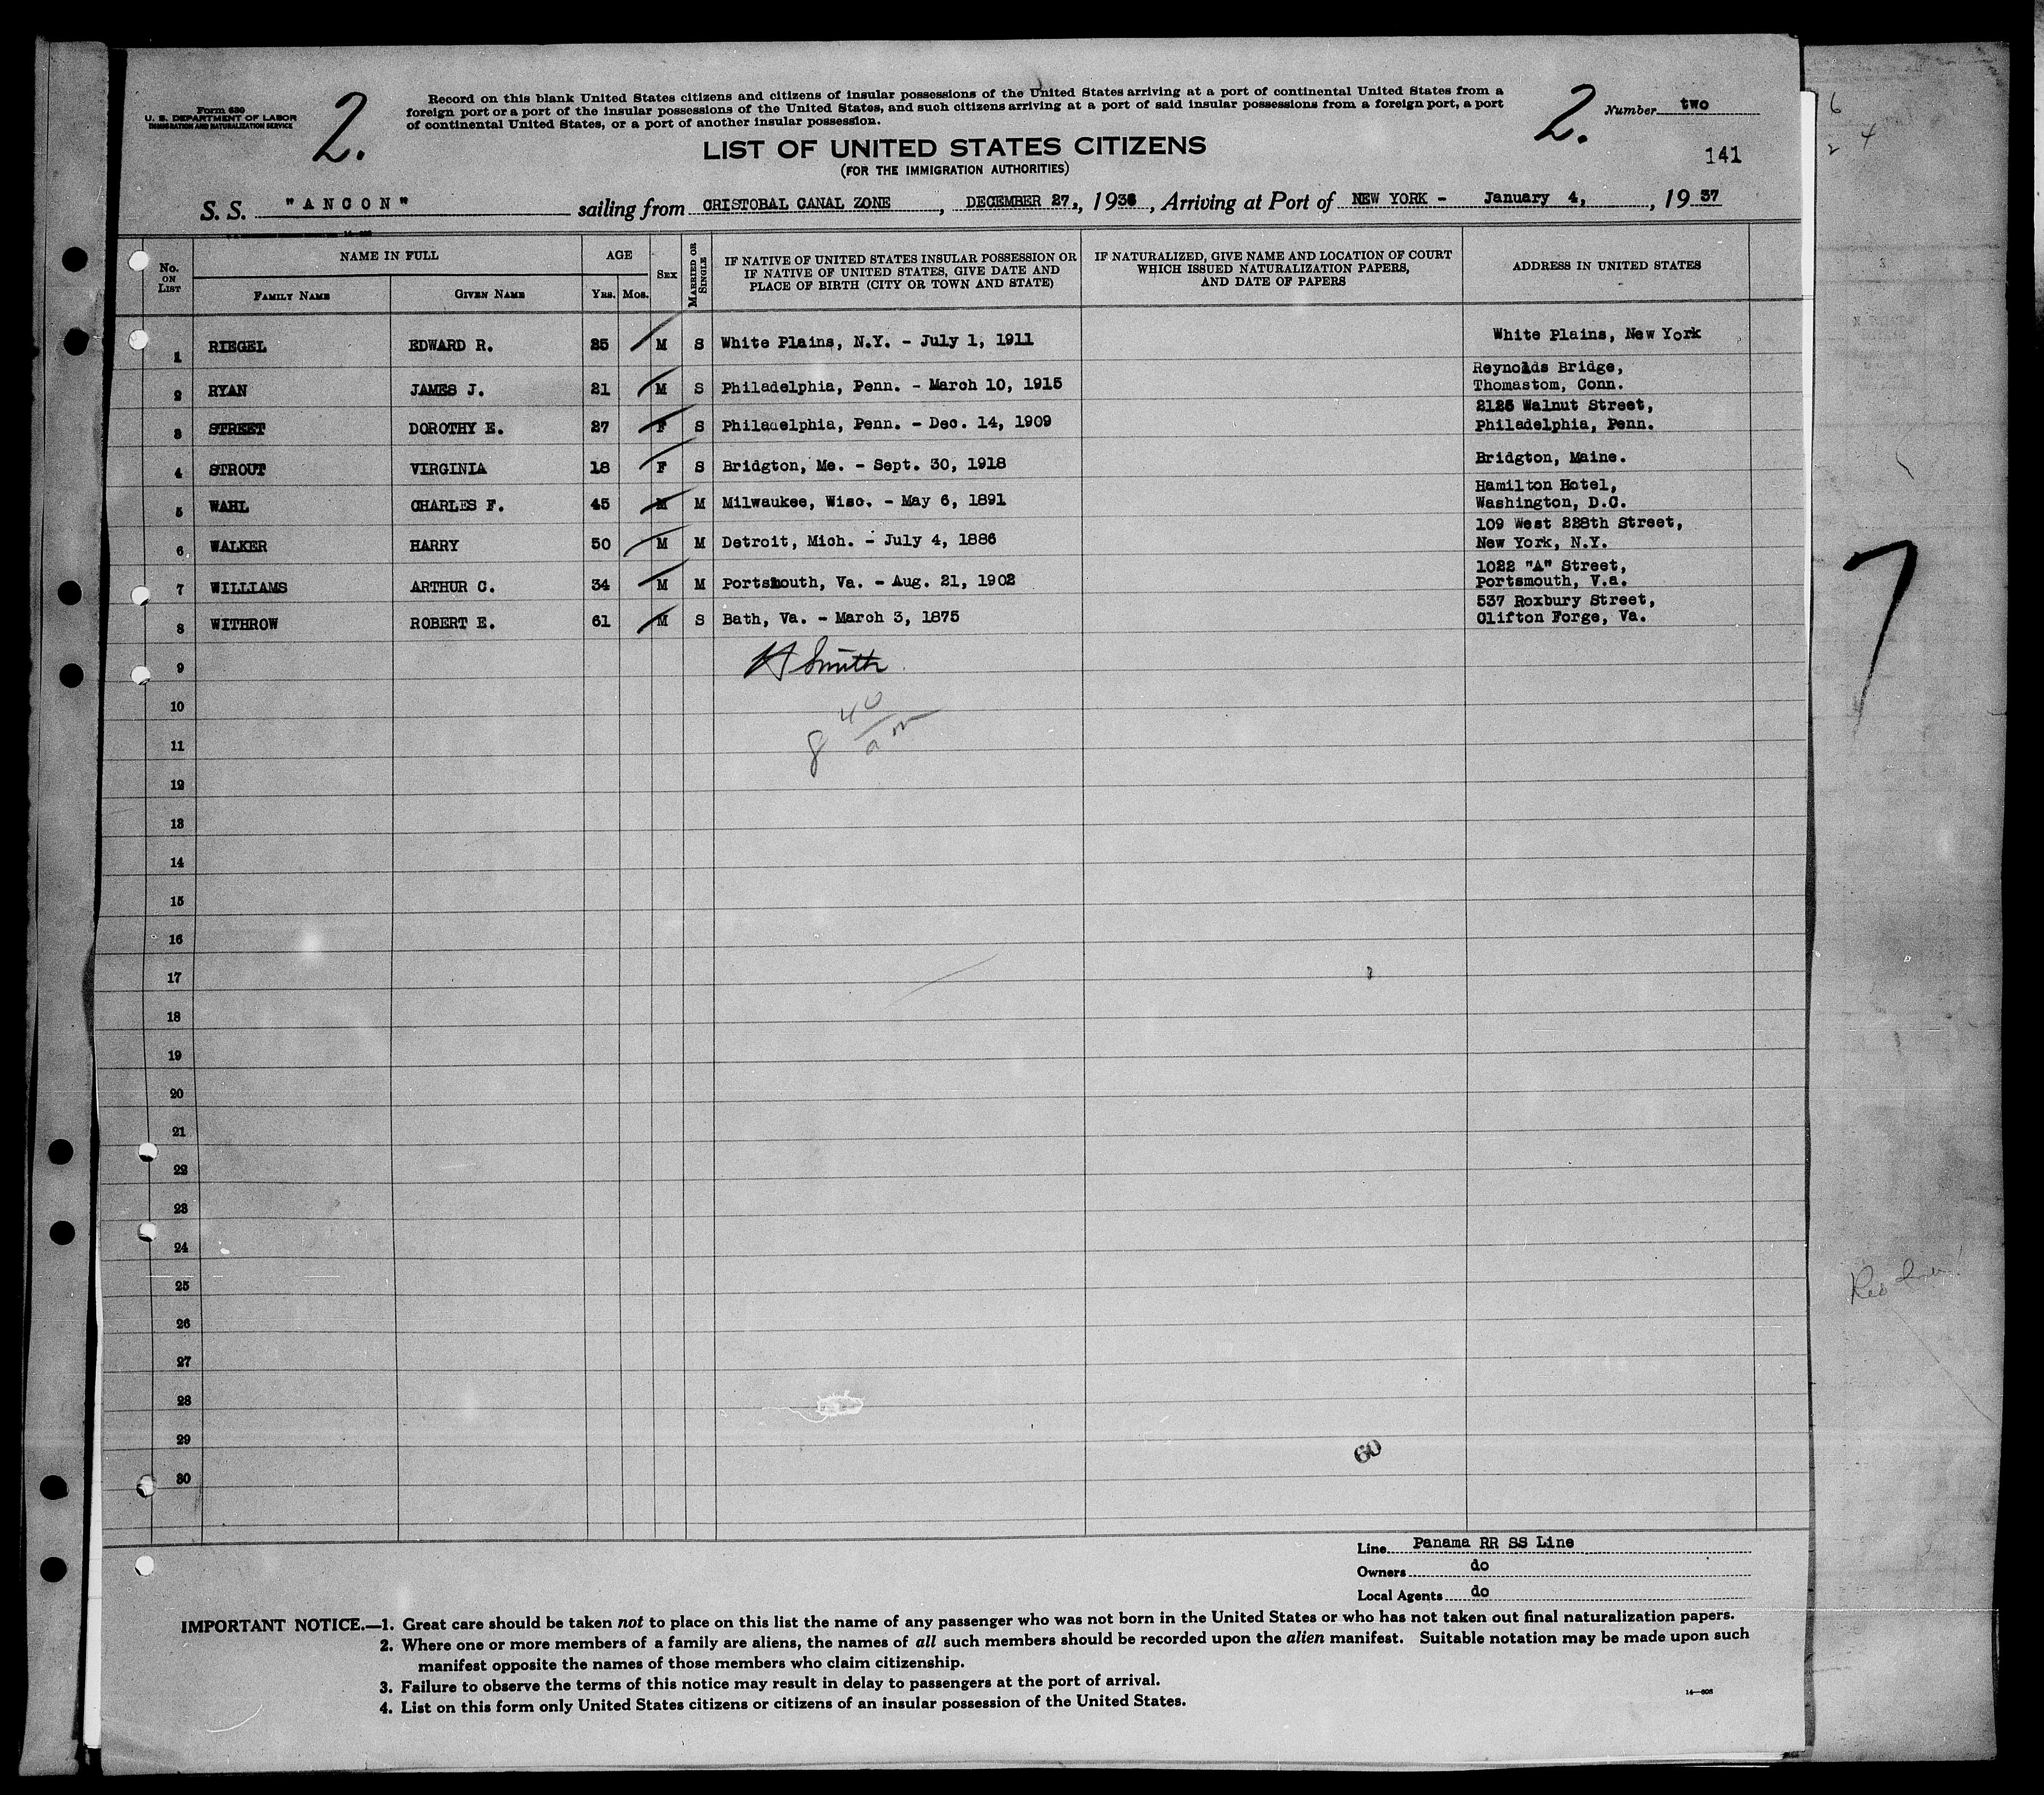 Form 630
U. S. DEPARTMENT OF LABOR
IMMIGRATION AND NATURALIZATION SERVICE
2.
Record on this blank United States citizens and citizens of insular possessions of the United States arriving at a port of continental United States from a
foreign port or a port of the insular possessions of the United States, and such citizens arriving at a port of said insular possessions from a foreign port, a port
of continental United States, or a port of another insular possession.
2.
Number two
141
LIST OF UNITED STATES CITIZENS
(FOR THE IMMIGRATION AUTHORITIES)
S. S. "ANCON" sailing from CRISTOBAL CANAL ZONE, DECEMBER 27., 1936, Arriving at Port of NEW YORK - January 4, , 1937
No. ON LIST
NAME IN FULL
FAMILY NAME GIVEN NAME
AGE
YRS. MOS.
SEX
MARRIED OR SINGLE
IF NATIVE OF UNITED STATES INSULAR POSSESSION OR
IF NATIVE OF UNITED STATES, GIVE DATE AND
PLACE OF BIRTH (CITY OR TOWN AND STATE)
IF NATURALIZED, GIVE NAME AND LOCATION OF COURT
WHICH ISSUED NATURALIZATION PAPERS,
AND DATE OF PAPERS
ADDRESS IN UNITED STATES
1 RIEGEL EDWARD R. 25 M S White Plains, N.Y. - July 1, 1911 White Plains, New York
2 RYAN JAMES J. 21 M S Philadelphia, Penn. - March 10, 1915 Reynolds Bridge,
Thomastom, Conn.
3 STREET DOROTHY E. 27 F S Philadelphia, Penn. - Dec. 14, 1909 2125 Walnut Street,
Philadelphia, Penn.
4 STROUT VIRGINIA 18 F S Bridgton, Me. - Sept. 30, 1918 Bridgton, Maine.
5 WAHL CHARLES F. 45 M M Milwaukee, Wisc. - May 6, 1891 Hamilton Hotel,
Washington, D.C.
6 WALKER HARRY 50 M M Detroit, Mich. - July 4, 1886 109 West 228th Street,
New York, N.Y.
7 WILLIAMS ARTHUR C. 34 M M Portsmouth, Va. - Aug. 21, 1902 1022 "A" Street,
Portsmouth, V.a.
8 WITHROW ROBERT E. 61 M S Bath, Va. - March 3, 1875 537 Roxbury Street,
Clifton Forge, Va.
9 H Smith
10
8 40/am
11
12
13
14
15
16
17
18
19
20
21
22
23
24
25
26
27
28
29
60
30
Line Panama RR SS Line
Owners do
Local Agents do
IMPORTANT NOTICE.—1. Great care should be taken not to place on this list the name of any passenger who was not born in the United States or who has not taken out final naturalization papers.
2. Where one or more members of a family are aliens, the names of all such members should be recorded upon the alien manifest. Suitable notation may be made upon such
manifest opposite the names of those members who claim citizenship.
3. Failure to observe the terms of this notice may result in delay to passengers at the port of arrival.
4. List on this form only United States citizens or citizens of an insular possession of the United States.
6
2 4
7